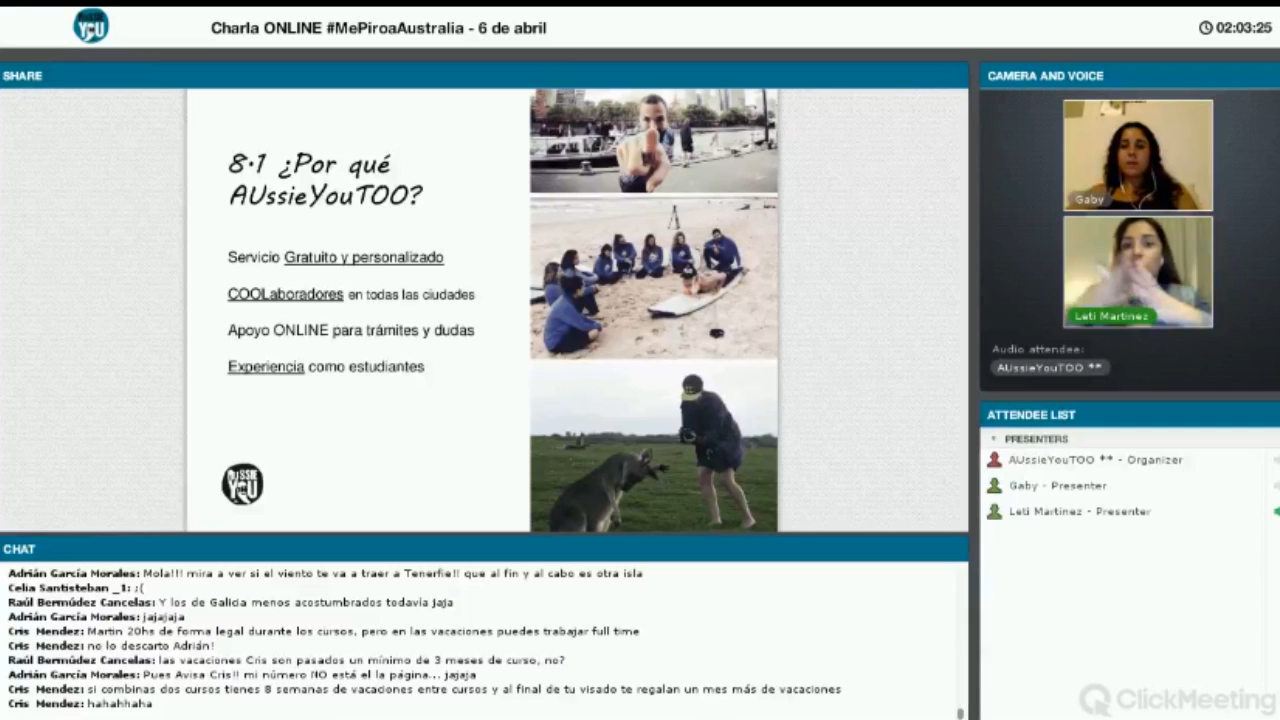 AUSSIE
YOU
Charla ONLINE #MePiroaAustralia - 6 de abril
02:03:25
SHARE
8.1 ¿Por qué
AUssieYouTOO?
Servicio Gratuito y personalizado
COOLaboradores en todas las ciudades
Apoyo ONLINE para trámites y dudas
Experiencia como estudiantes
AUSSIE
YOU
CAMERA AND VOICE
Gaby
Leti Martinez
Audio attendee:
AUssieYouTOO **
ATTENDEE LIST
PRESENTERS
AUssieYouTOO ** - Organizer
Gaby - Presenter
Leti Martinez - Presenter
CHAT
Adrián García Morales: Mola!!! mira a ver si el viento te va a traer a Tenerfie!! que al fin y al cabo es otra isla
Celia Santisteban _1: ;(
Raúl Bermúdez Cancelas: Y los de Galicia menos acostumbrados todavía jaja
Adrián García Morales: jajajaja
Cris Mendez: Martin 20hs de forma legal durante los cursos, pero en las vacaciones puedes trabajar full time
Cris Mendez: no lo descarto Adrián!
Raúl Bermúdez Cancelas: las vacaciones Cris son pasados un mínimo de 3 meses de curso, no?
Adrián García Morales: Pues Avisa Cris!! mi número NO está el la página... jajaja
Cris Mendez: si combinas dos cursos tienes 8 semanas de vacaciones entre cursos y al final de tu visado te regalan un mes más de vacaciones
Cris Mendez: hahahhaha
ClickMeeting